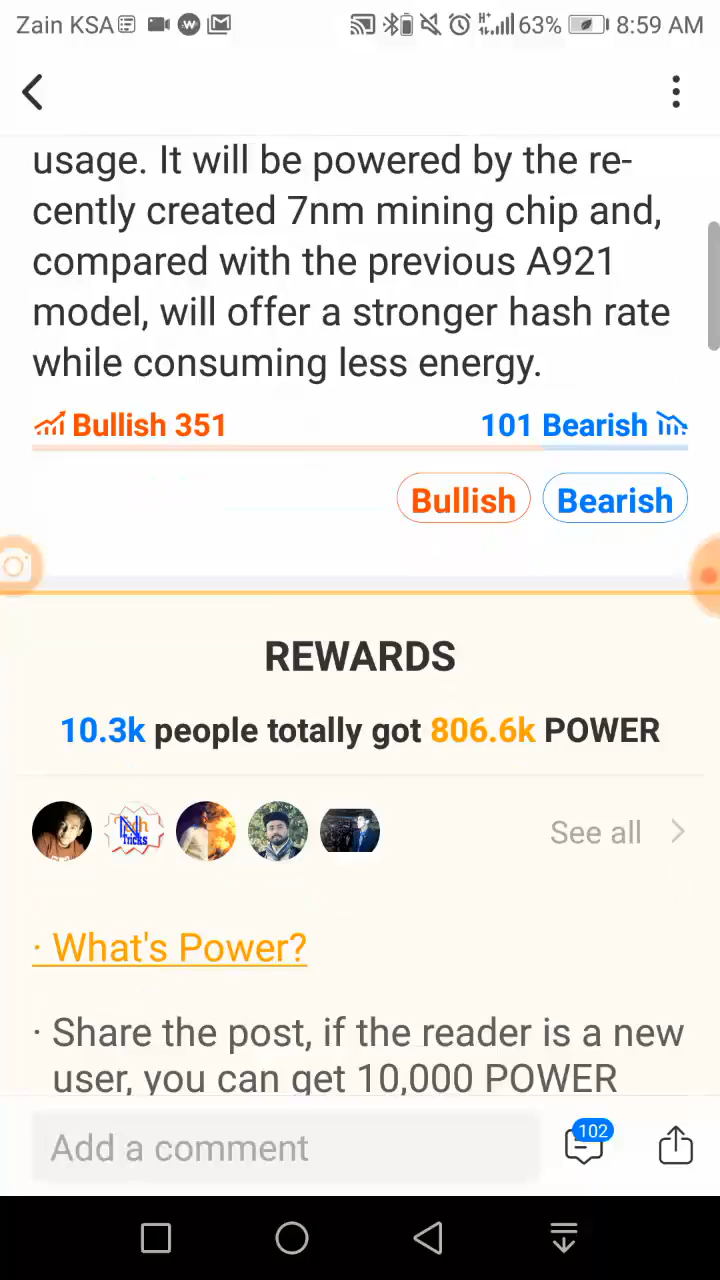 Zain KSA 63% 8:59 AM
usage. It will be powered by the re-
cently created 7nm mining chip and,
compared with the previous A921
model, will offer a stronger hash rate
while consuming less energy.
Bullish 351 101 Bearish
Bullish Bearish
REWARDS
10.3k people totally got 806.6k POWER
See all
· What's Power?
· Share the post, if the reader is a new
user, you can get 10,000 POWER
Add a comment 102